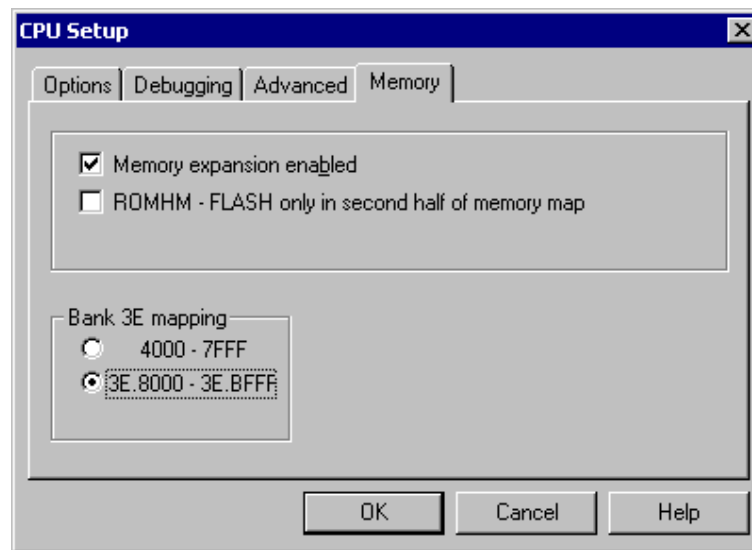 CPU Setup
Options Debugging Advanced Memory
Memory expansion enabled
ROMHM - FLASH only in second half of memory map
Bank 3E mapping
4000 - 7FFF
3E.8000 - 3E.BFFF
OK Cancel Help